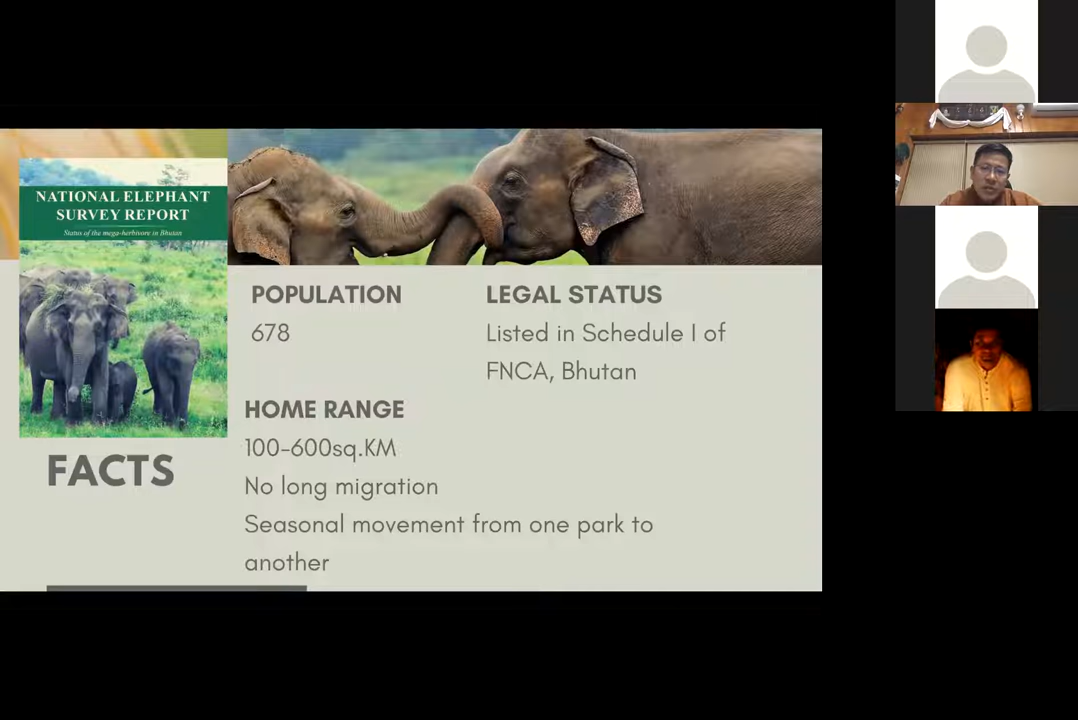 NATIONAL ELEPHANT
SURVEY REPORT
Status of the mega-herbivore in Bhutan
FACTS
POPULATION
678
LEGAL STATUS
Listed in Schedule I of
FNCA, Bhutan
HOME RANGE
100-600sq.KM
No long migration
Seasonal movement from one park to
another